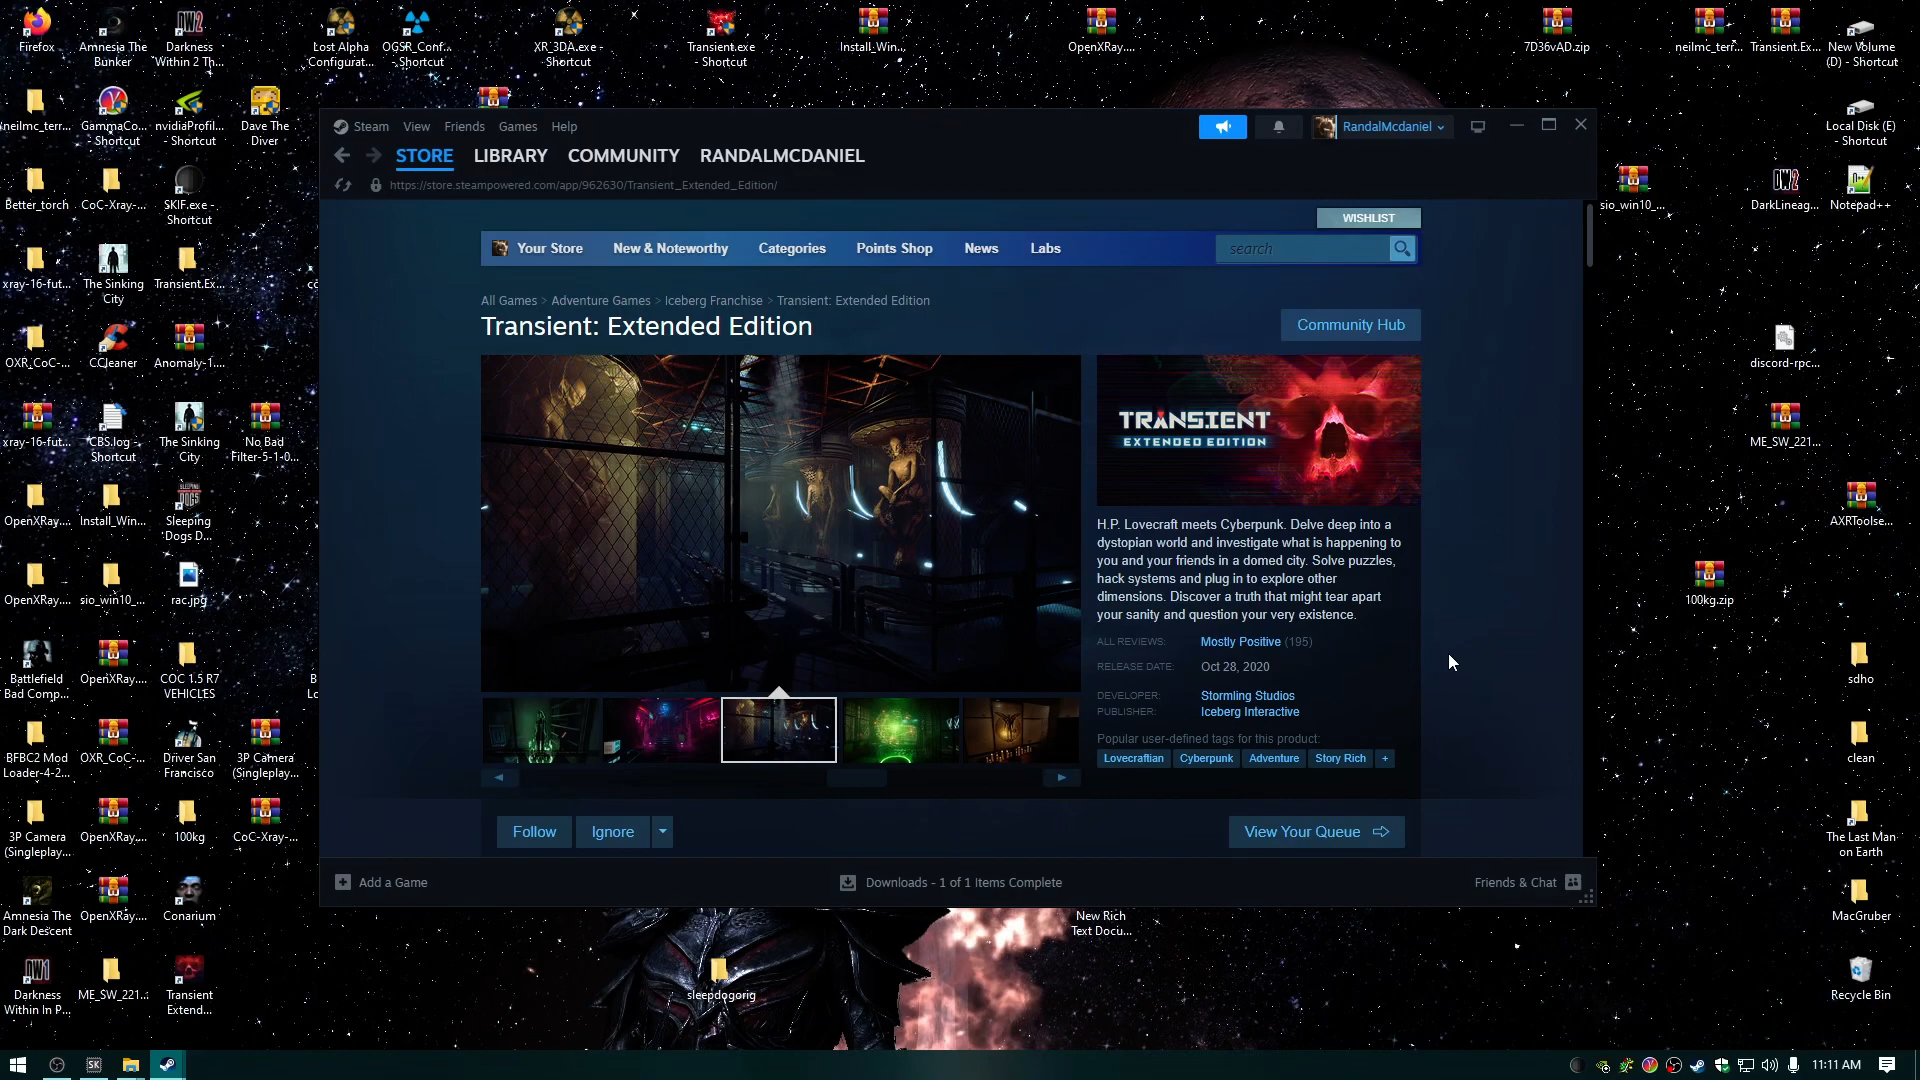 Firefox
Amnesia The
Bunker
Darkness
Within 2 Th...
Lost Alpha
Configurat...
OGSR_Conf...
- Shortcut
XR_3DA.exe -
Shortcut
Transient.exe
- Shortcut
Install_Win...
OpenXRay....
7D36vAD.zip
neilmc_terr...
Transient.Ex...
New Volume
(D) - Shortcut
neilmc_terr...
GammaCo...
- Shortcut
nvidiaProfil...
- Shortcut
Dave The
Diver
Local Disk (E)
- Shortcut
Better_torch
CoC-Xray-...
SKIF.exe -
Shortcut
sio_win10_...
DarkLineag...
Notepad++
xray-16-fut...
The Sinking
City
Transient.Ex...
OXR_CoC-...
CCleaner
Anomaly-1....
discord-rpc...
xray-16-fut...
CBS.log -
Shortcut
The Sinking
City
No Bad
Filter-5-1-0...
ME_SW_221...
OpenXRay....
Install_Win...
Sleeping
Dogs D...
AXRToolse...
OpenXRay....
sio_win10_...
rac.jpg
100kg.zip
Battlefield
Bad Comp...
OpenXRay....
COC 1.5 R7
VEHICLES
sdho
BFBC2 Mod
Loader-4-2...
OXR_CoC-...
Driver San
Francisco
3P Camera
(Singleplay...
clean
3P Camera
(Singleplay...
OpenXRay....
100kg
CoC-Xray-...
The Last Man
on Earth
Amnesia The
Dark Descent
OpenXRay....
Conarium
MacGruber
Darkness
Within In P...
ME_SW_221...
Transient
Extend...
New Rich
Text Docu...
sleepdogorig
Recycle Bin
Steam View Friends Games Help
RandalMcdaniel
STORE LIBRARY COMMUNITY RANDALMCDANIEL
https://store.steampowered.com/app/962630/Transient_Extended_Edition/
WISHLIST
Your Store New & Noteworthy Categories Points Shop News Labs
search
All Games > Adventure Games > Iceberg Franchise > Transient: Extended Edition
Transient: Extended Edition
Community Hub
TRANSIENT
EXTENDED EDITION
H.P. Lovecraft meets Cyberpunk. Delve deep into a
dystopian world and investigate what is happening to
you and your friends in a domed city. Solve puzzles,
hack systems and plug in to explore other
dimensions. Discover a truth that might tear apart
your sanity and question your very existence.
ALL REVIEWS: Mostly Positive (195)
RELEASE DATE: Oct 28, 2020
DEVELOPER: Stormling Studios
PUBLISHER: Iceberg Interactive
Popular user-defined tags for this product:
Lovecraftian Cyberpunk Adventure Story Rich +
Follow
Ignore
View Your Queue
Add a Game
Downloads - 1 of 1 Items Complete
Friends & Chat
SK
11:11 AM